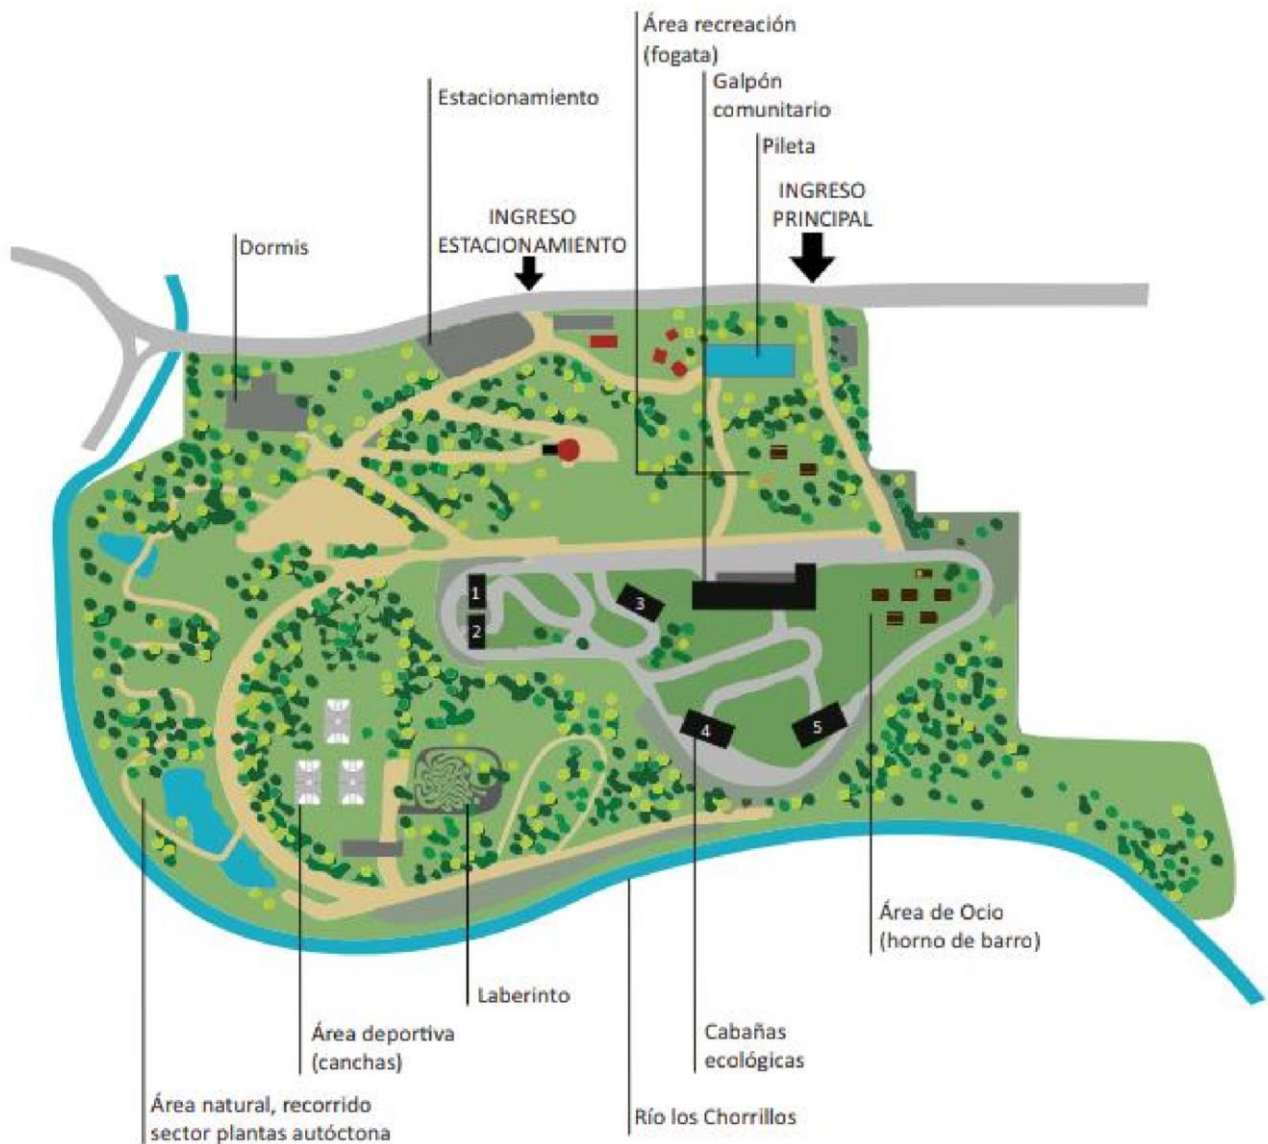 Área recreación
(fogata)
Galpón
comunitario
Estacionamiento
Pileta
INGRESO
PRINCIPAL
INGRESO
ESTACIONAMIENTO
Dormis
1
2
3
4
5
Área de Ocio
(horno de barro)
Laberinto
Área deportiva
(canchas)
Cabañas
ecológicas
Área natural, recorrido
sector plantas autóctona
Río los Chorrillos